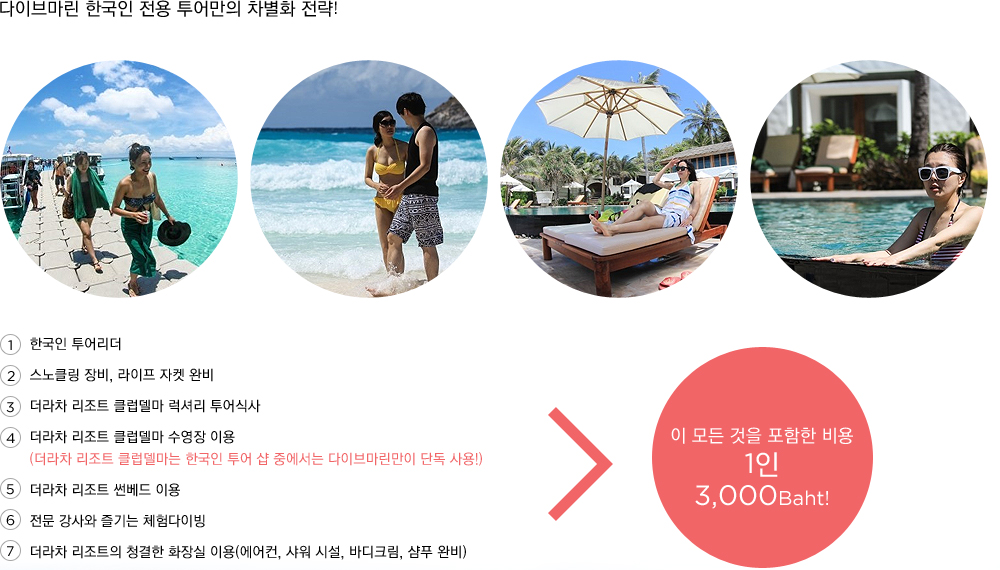 다이브마린 한국인 전용 투어만의 차별화 전략!
1 한국인 투어리더
2 스노클링 장비, 라이프 자켓 완비
3 더라차 리조트 클럽델마 럭셔리 투어식사
4 더라차 리조트 클럽델마 수영장 이용
(더라차 리조트 클럽델마는 한국인 투어 샵 중에서는 다이브마린만이 단독 사용!)
5 더라차 리조트 썬베드 이용
6 전문 강사와 즐기는 체험다이빙
7 더라차 리조트의 청결한 화장실 이용(에어컨, 샤워 시설, 바디크림, 샴푸 완비)
이 모든 것을 포함한 비용
1인
3,000Baht!